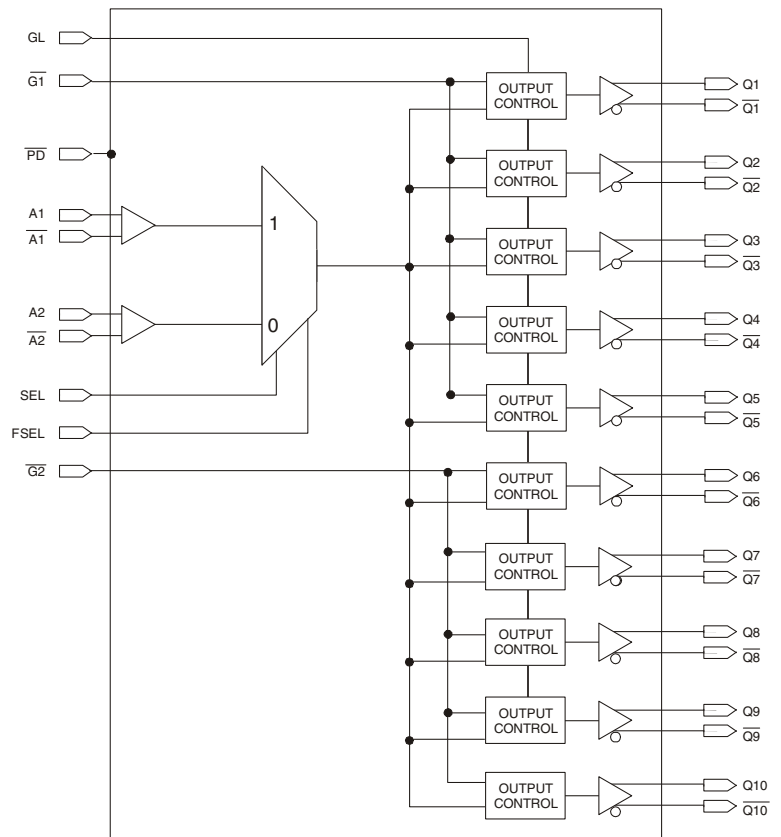 GL
G1
PD
A1
A1
A2
A2
SEL
FSEL
G2
1
0
OUTPUT
CONTROL
Q1
Q1
OUTPUT
CONTROL
Q2
Q2
OUTPUT
CONTROL
Q3
Q3
OUTPUT
CONTROL
Q4
Q4
OUTPUT
CONTROL
Q5
Q5
OUTPUT
CONTROL
Q6
Q6
OUTPUT
CONTROL
Q7
Q7
OUTPUT
CONTROL
Q8
Q8
OUTPUT
CONTROL
Q9
Q9
OUTPUT
CONTROL
Q10
Q10